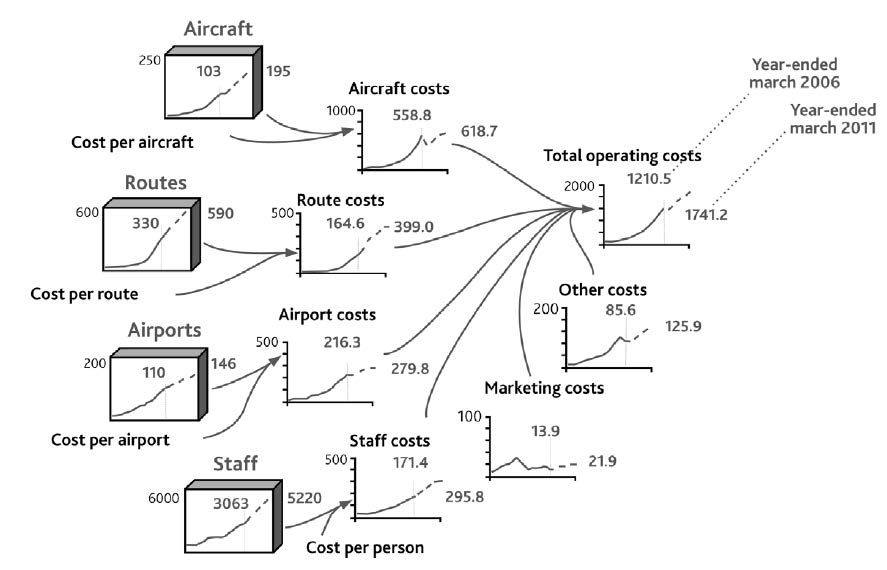 Aircraft
250
103
195
Cost per aircraft
Aircraft costs
1000
558.8
618.7
Year-ended
march 2006
Year-ended
march 2011
Total operating costs
2000
1210.5
1741.2
Routes
600
330
590
Cost per route
Route costs
500
164.6
399.0
Airports
200
110
146
Cost per airport
Airport costs
500
216.3
279.8
Other costs
200
85.6
125.9
Marketing costs
100
13.9
21.9
Staff
6000
3063
5220
Cost per person
Staff costs
500
171.4
295.8